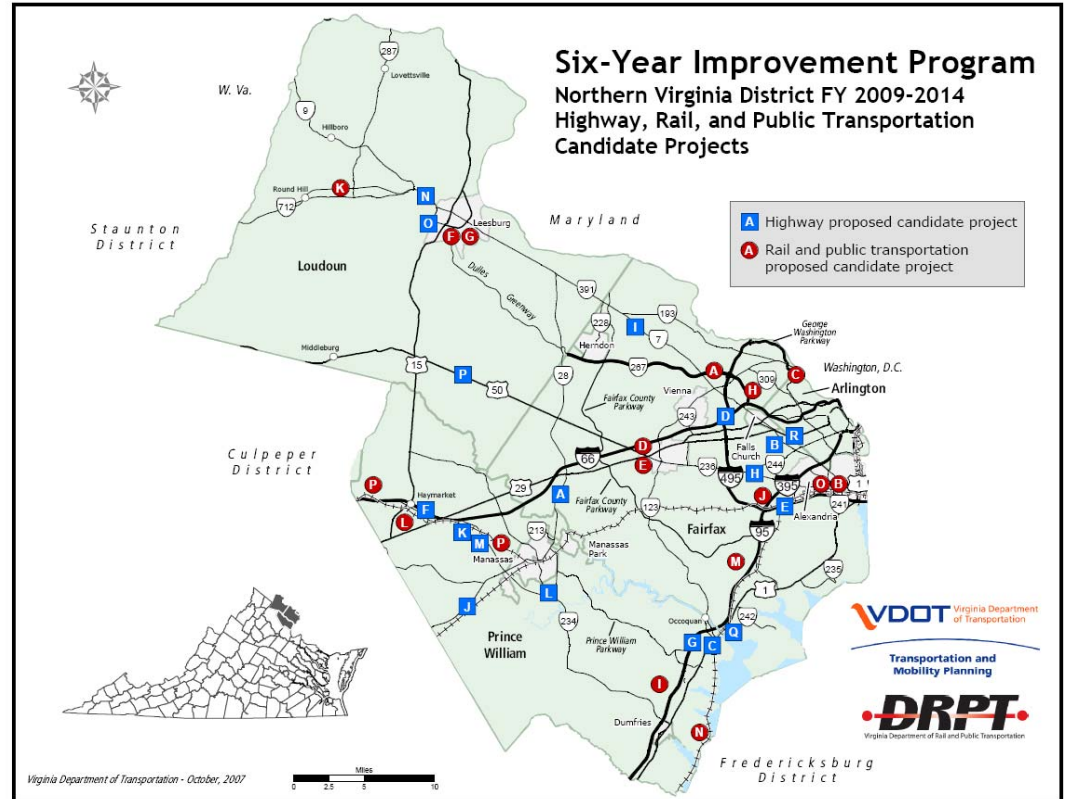 Six-Year Improvement Program
Northern Virginia District FY 2009-2014
Highway, Rail, and Public Transportation
Candidate Projects
A Highway proposed candidate project
A Rail and public transportation
proposed candidate project
287
Lovettsville
W. Va.
9
Hillboro
Round Hill
K
712
N
O
Leesburg
F
G
Maryland
Staunton
District
Loudoun
Dulles
Greenway
391
193
228
I
7
Herndon
George
Washington
Parkway
Middleburg
15
P
50
28
267
A
309
C
Washington, D.C.
Arlington
H
Vienna
Fairfax County
Parkway
243
D
Falls
Church
B
R
Culpeper
District
66
D
E
236
H
244
495
395
P
29
A
Fairfax County
Parkway
J
O
B
1
Haymarket
F
L
123
E
241
Alexandria
Fairfax
95
K
M
P
213
Manassas
Manassas
Park
M
235
1
J
L
234
Occoquan
242
Prince
William
Prince William
Parkway
G
C
Q
I
Dumfries
N
VDOT Virginia Department
of Transportation
Transportation and
Mobility Planning
DRPT
Virginia Department of Rail and Public Transportation
Fredericksburg
District
Virginia Department of Transportation - October, 2007
Miles
0 2.5 5 10